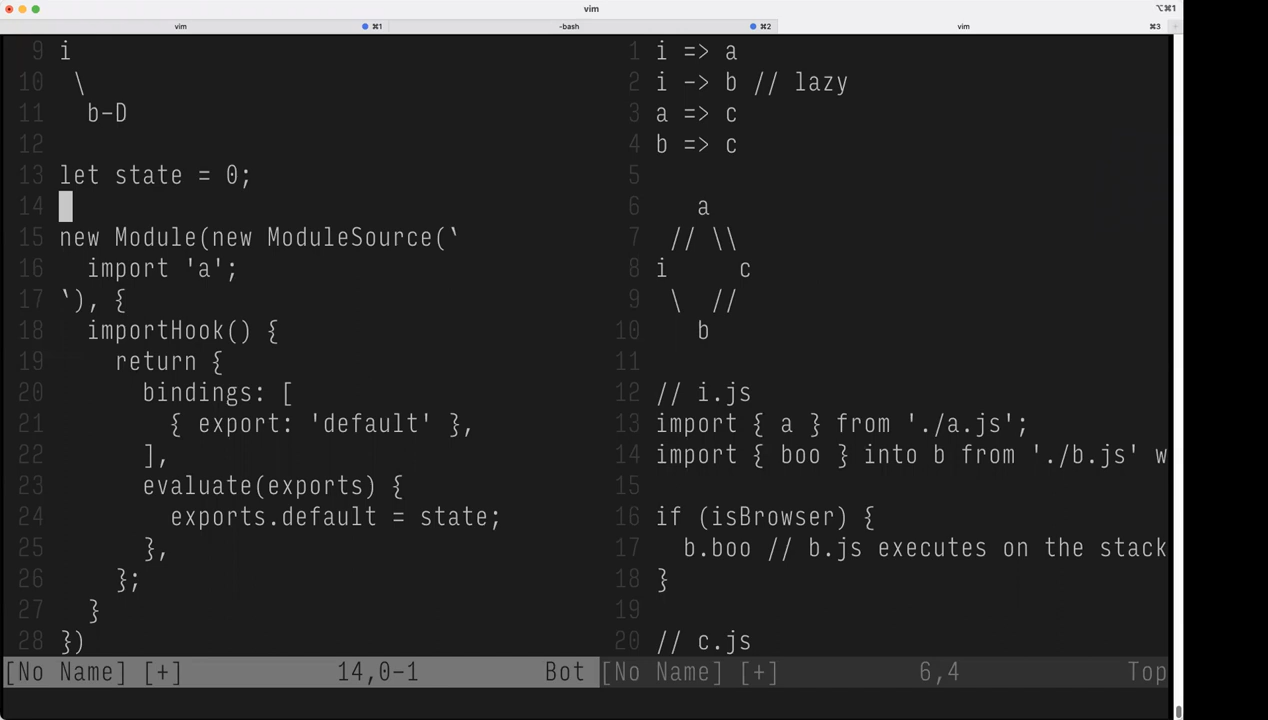 vim
⌥⌘1
vim ⌘1
-bash ⌘2
vim ⌘3
9 i
10 \
11 b-D
12
13 let state = 0;
14
15 new Module(new ModuleSource(`
16 import 'a';
17 `), {
18 importHook() {
19 return {
20 bindings: [
21 { export: 'default' },
22 ],
23 evaluate(exports) {
24 exports.default = state;
25 },
26 };
27 }
28 })
[No Name] [+] 14,0-1 Bot
1 i => a
2 i -> b // lazy
3 a => c
4 b => c
5
6 a
7 // \\
8 i c
9 \ //
10 b
11
12 // i.js
13 import { a } from './a.js';
14 import { boo } into b from './b.js' w
15
16 if (isBrowser) {
17 b.boo // b.js executes on the stack
18 }
19
20 // c.js
[No Name] [+] 6,4 Top